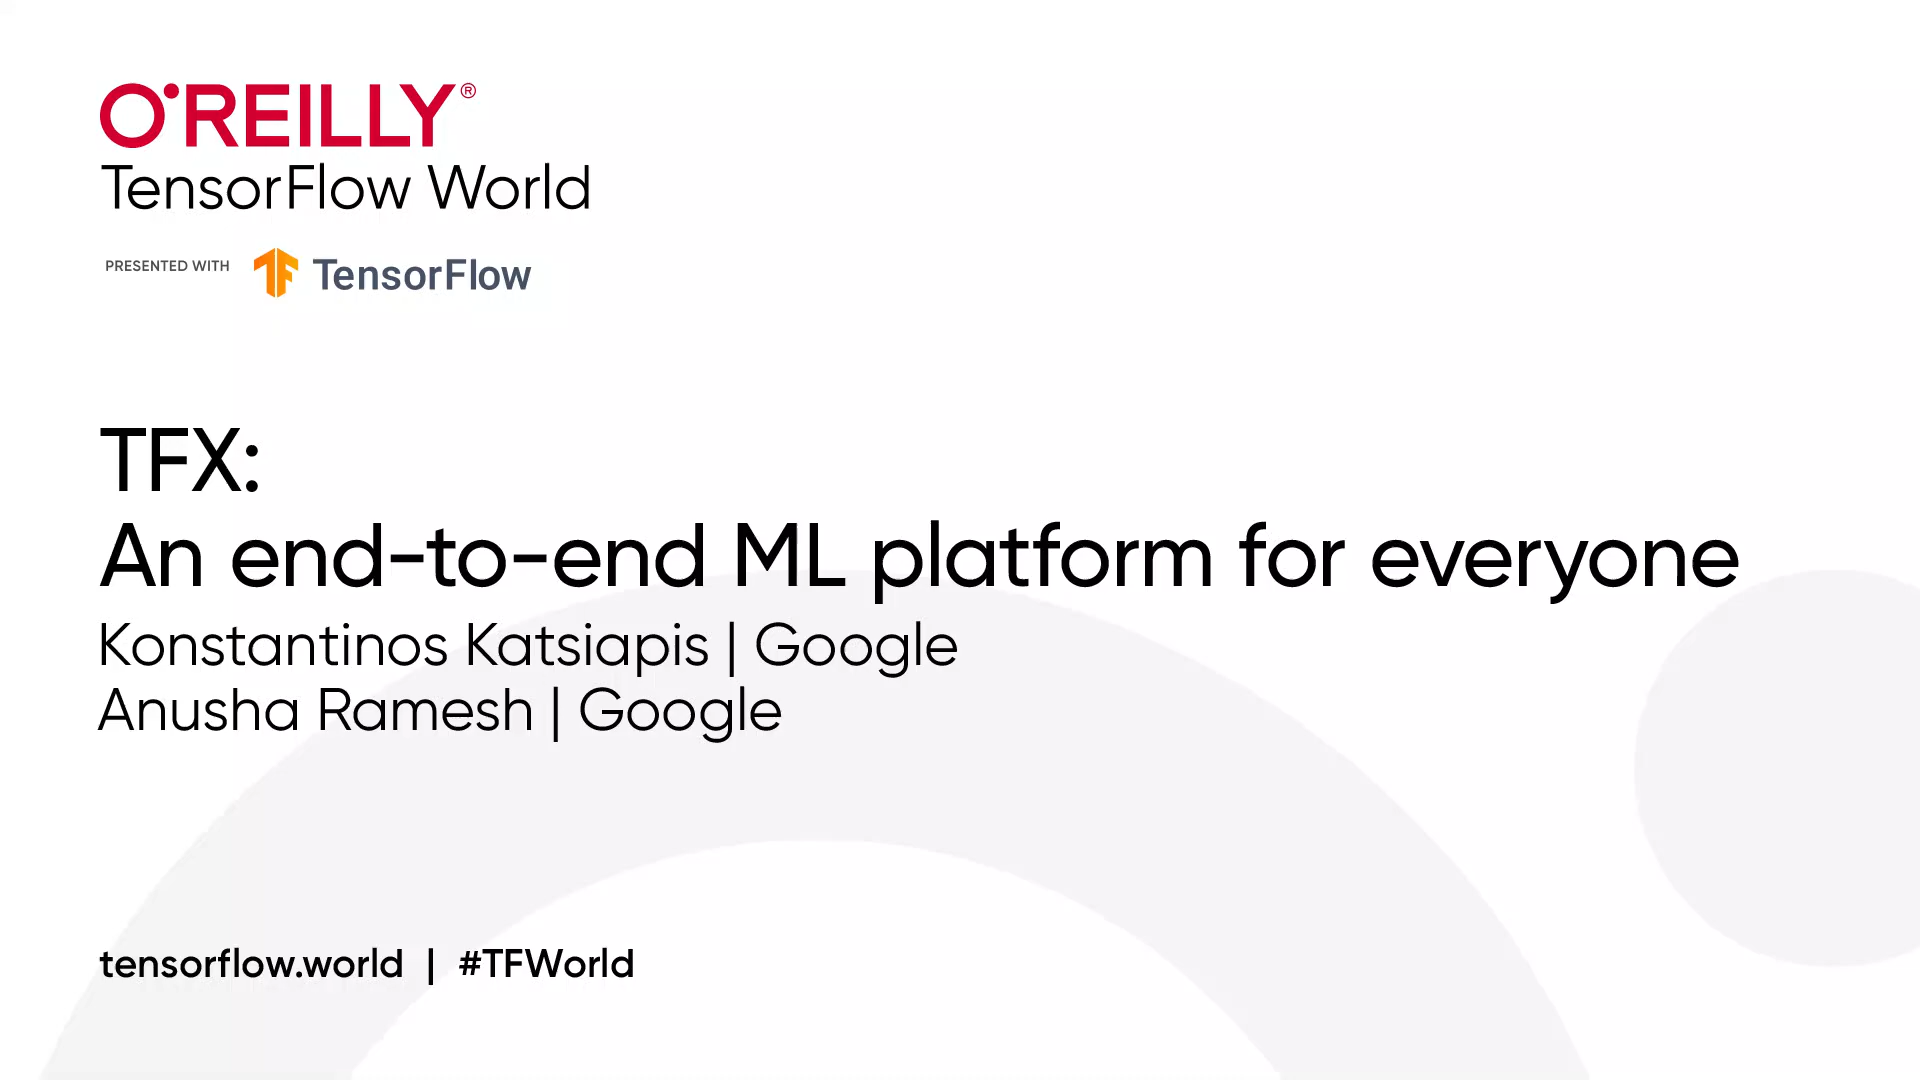 O'REILLY®
TensorFlow World
PRESENTED WITH TensorFlow
TFX:
An end-to-end ML platform for everyone
Konstantinos Katsiapis | Google
Anusha Ramesh | Google
tensorflow.world | #TFWorld